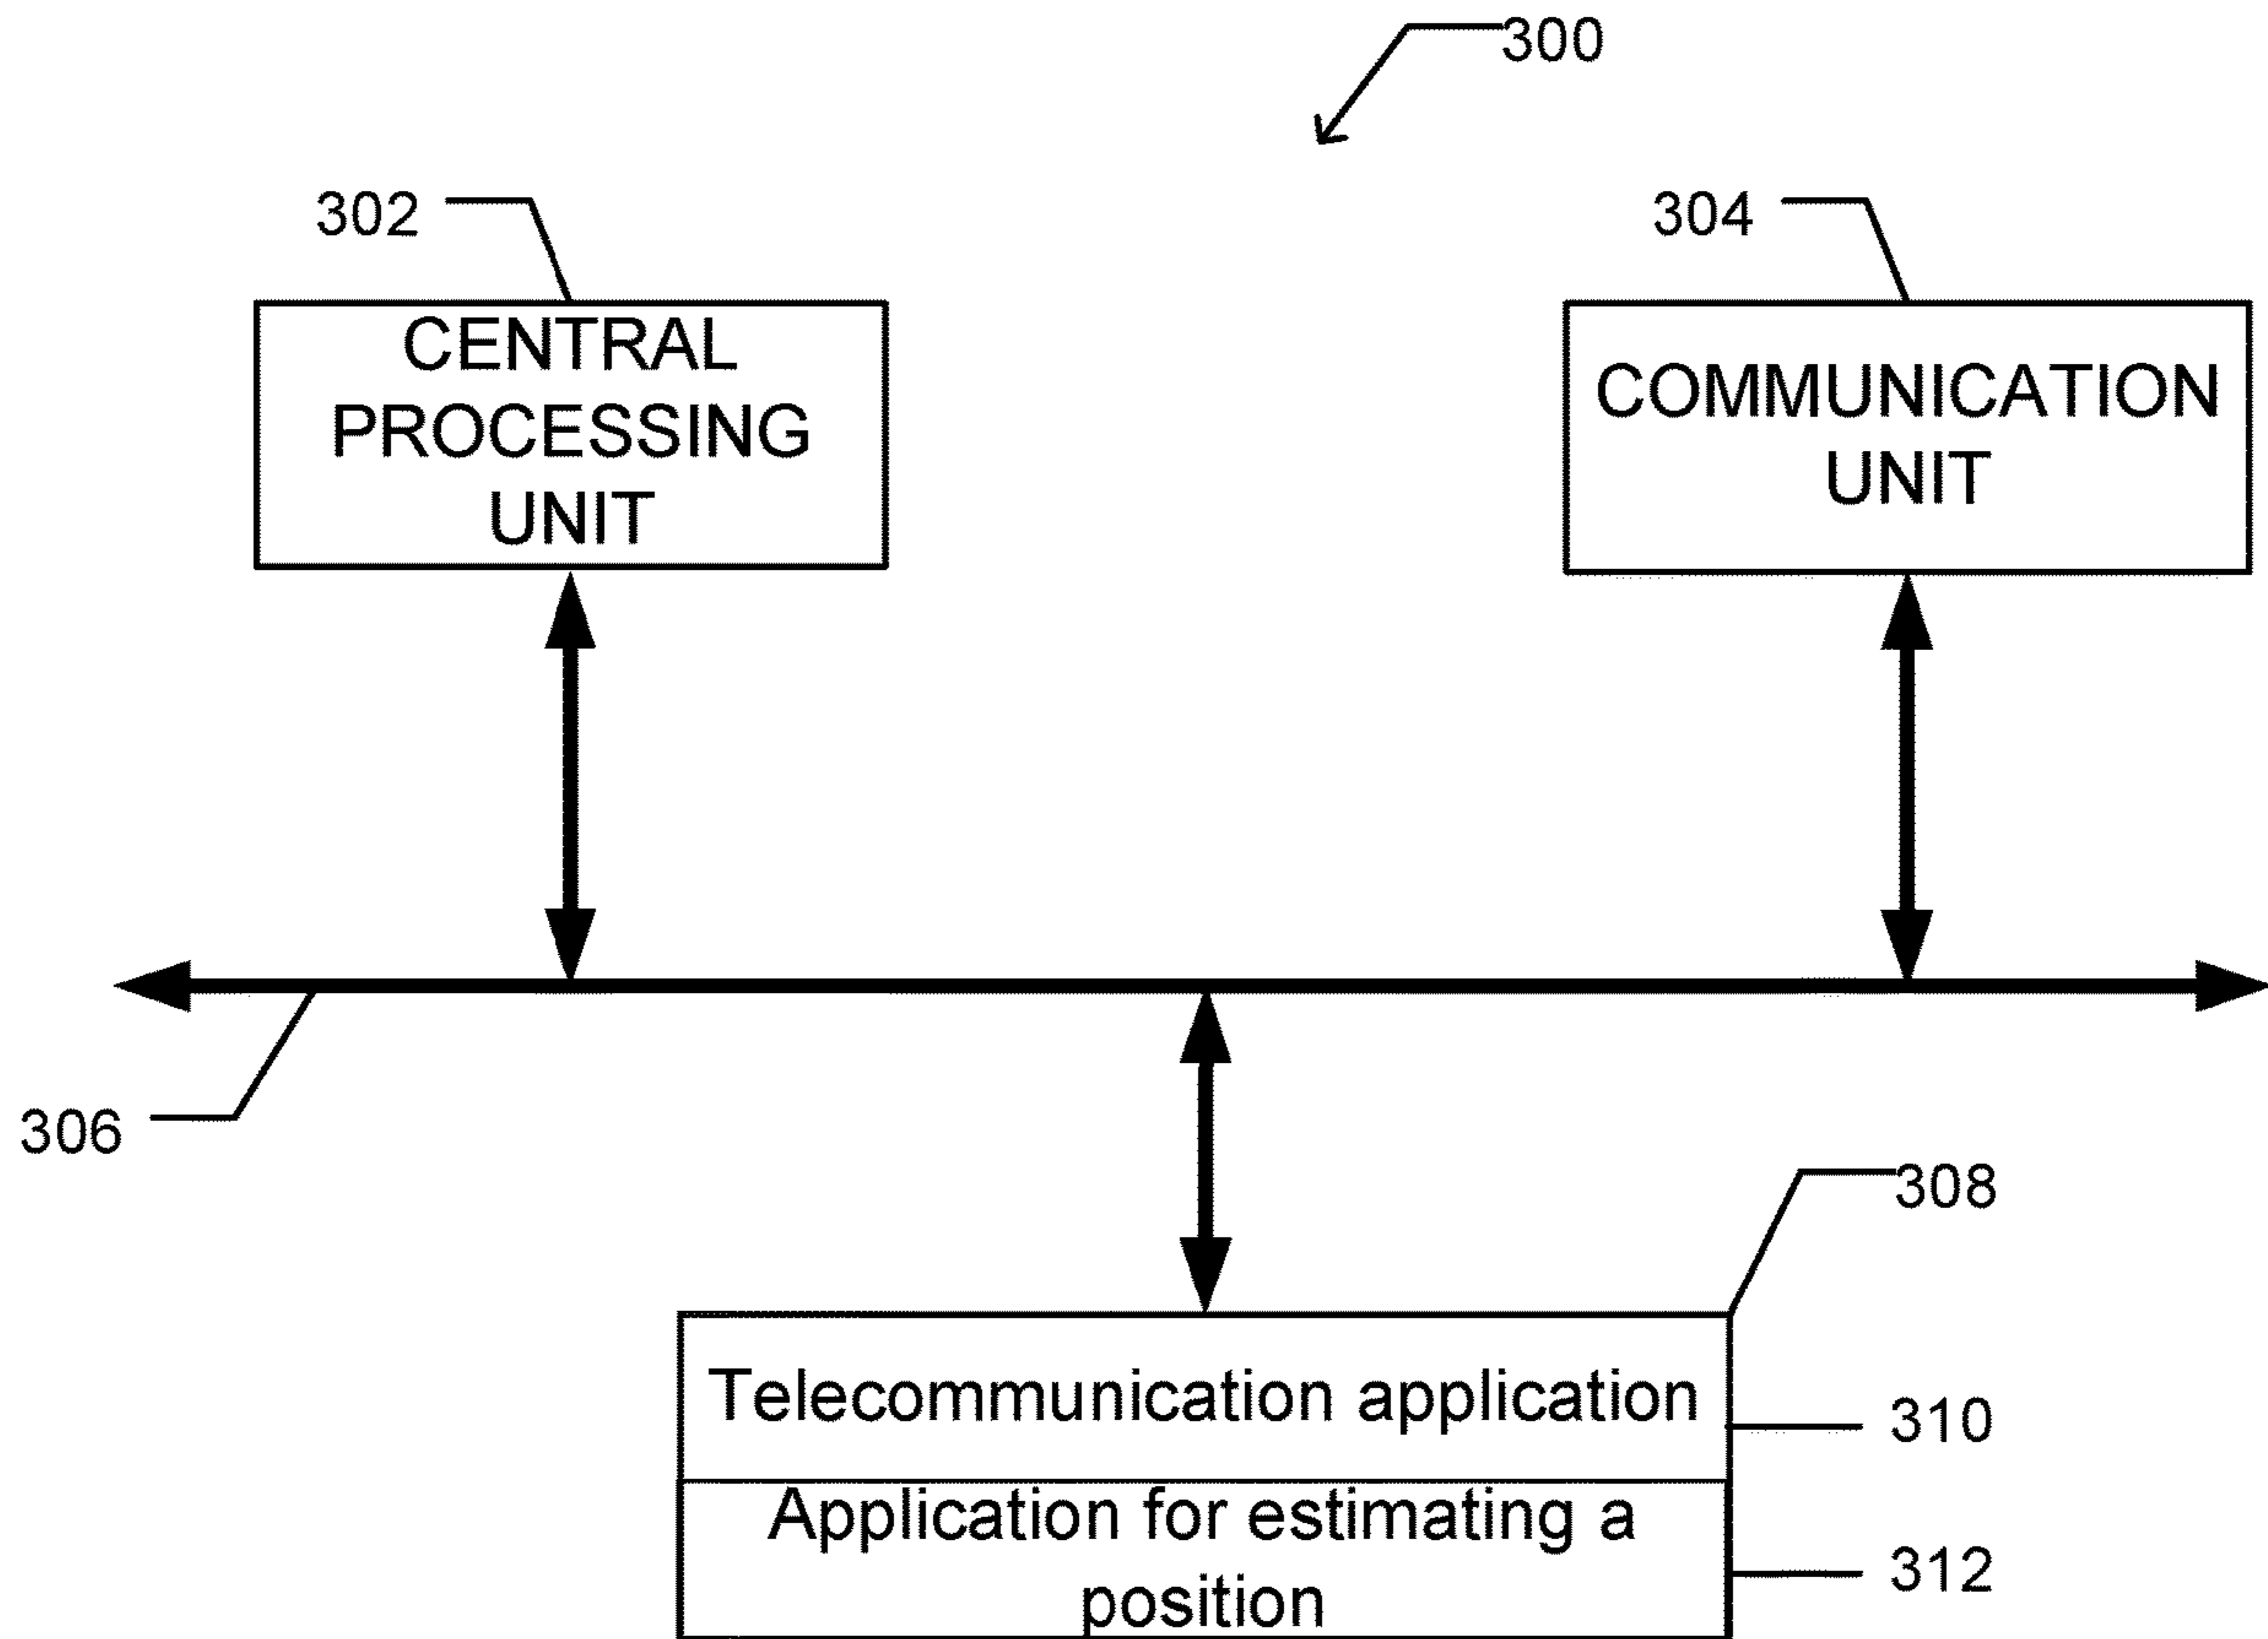 300
302
304
CENTRAL
PROCESSING
UNIT
COMMUNICATION
UNIT
306
308
Telecommunication application
310
Application for estimating a
position
312